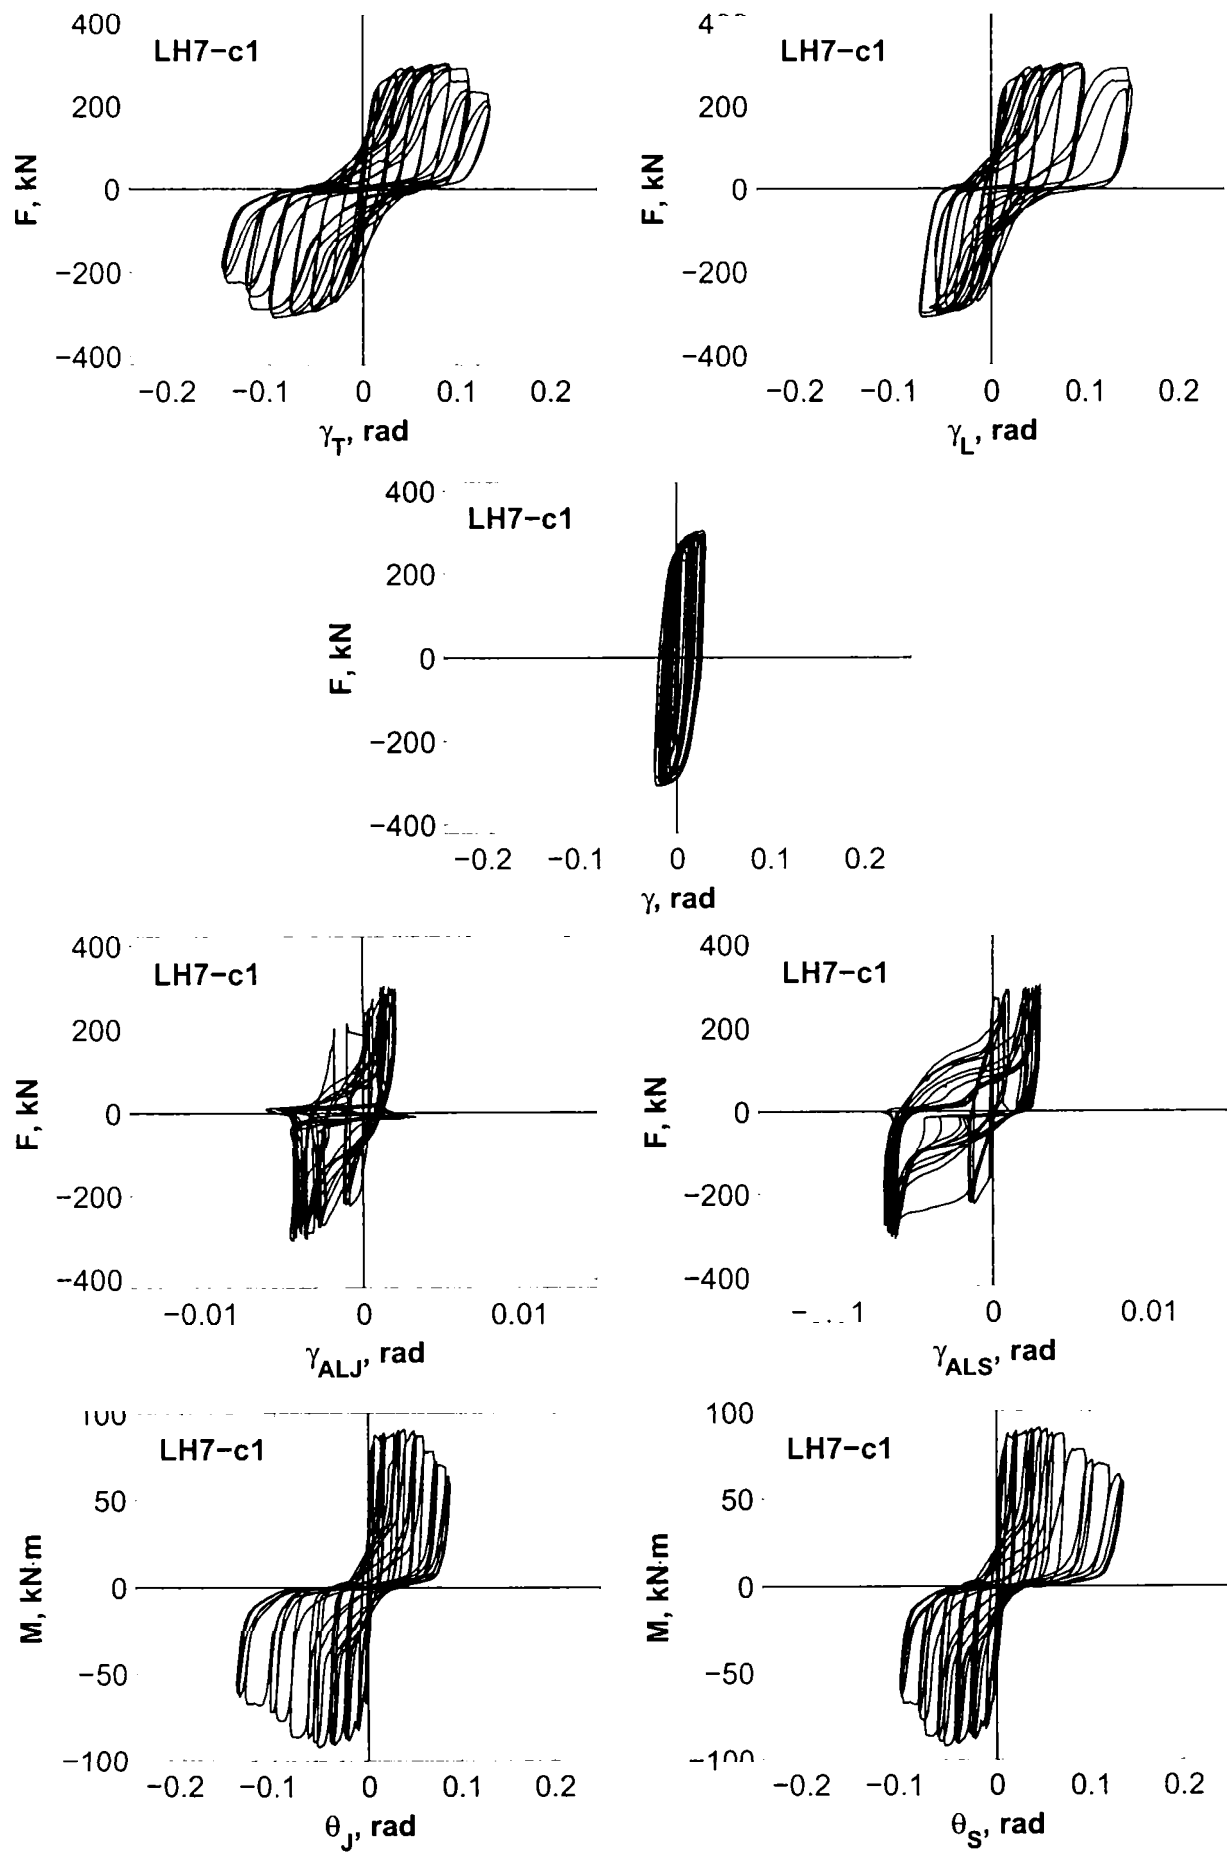 400
LH7−c1
200
F, kN
0
−200
−400
−0.2 −0.1 0 0.1 0.2
γT, rad
LH7−c1
200
F, kN
0
−200
−400
−0.2 −0.1 0 0.1 0.2
γL, rad
400
LH7−c1
200
F, kN
0
−200
−400
−0.2 −0.1 0 0.1 0.2
γ, rad
400
LH7−c1
200
F, kN
0
−200
−400
−0.01 0 0.01
γALJ, rad
400
LH7−c1
200
F, kN
0
−200
−400
0 0.01
γALS, rad
100
LH7−c1
50
M, kN·m
0
−50
−100
−0.2 −0.1 0 0.1 0.2
θJ, rad
100
LH7−c1
50
M, kN·m
0
−50
−100
−0.2 −0.1 0 0.1 0.2
θS, rad